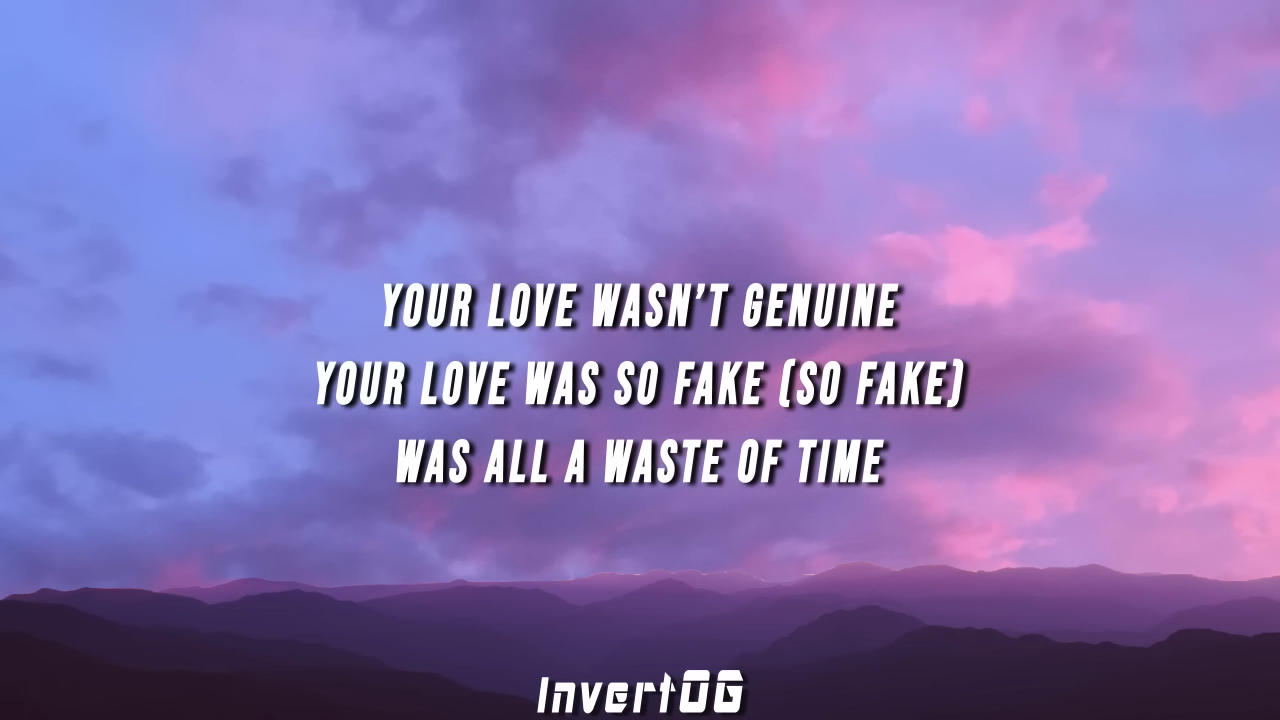 YOUR LOVE WASN'T GENUINE
YOUR LOVE WAS SO FAKE (SO FAKE)
WAS ALL A WASTE OF TIME
InvertOG